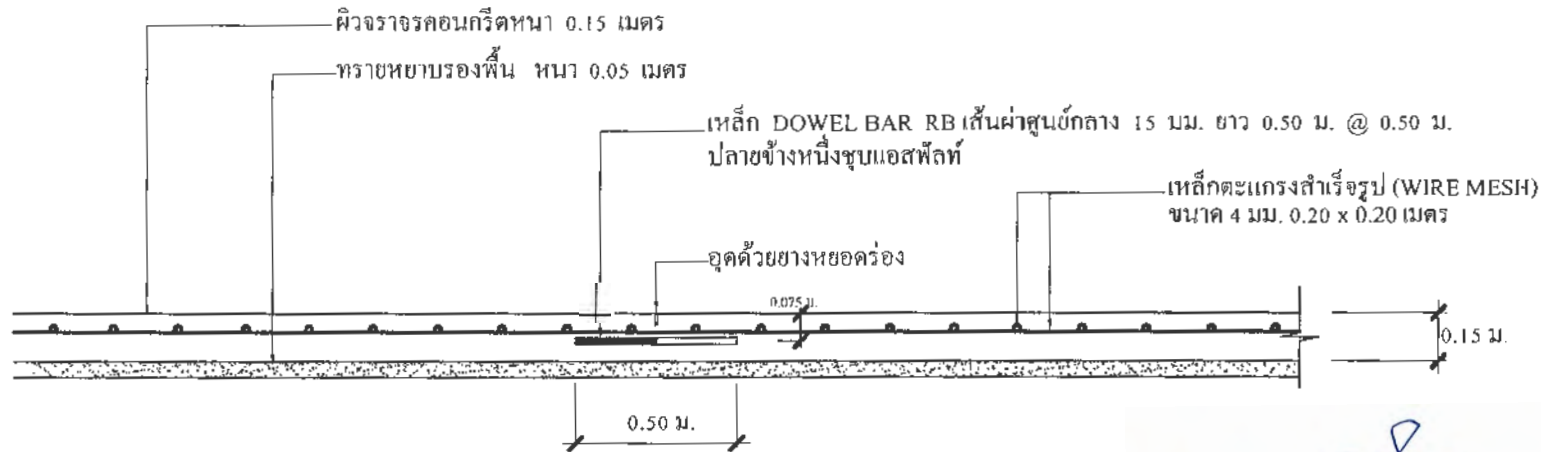 ผิวจราจรคอนกรีตหนา 0.15 เมตร
ทรายหยาบรองพื้น หนา 0.05 เมตร
เหล็ก DOWEL BAR RB เส้นผ่าศูนย์กลาง 15 มม. ยาว 0.50 ม. @ 0.50 ม.
ปลายข้างหนึ่งชุบแอสฟัลท์
เหล็กตะแกรงสำเร็จรูป (WIRE MESH)
ขนาด 4 มม. 0.20 x 0.20 เมตร
อุดด้วยยางหยอดร่อง
0.075 ม.
0.15 ม.
0.50 ม.